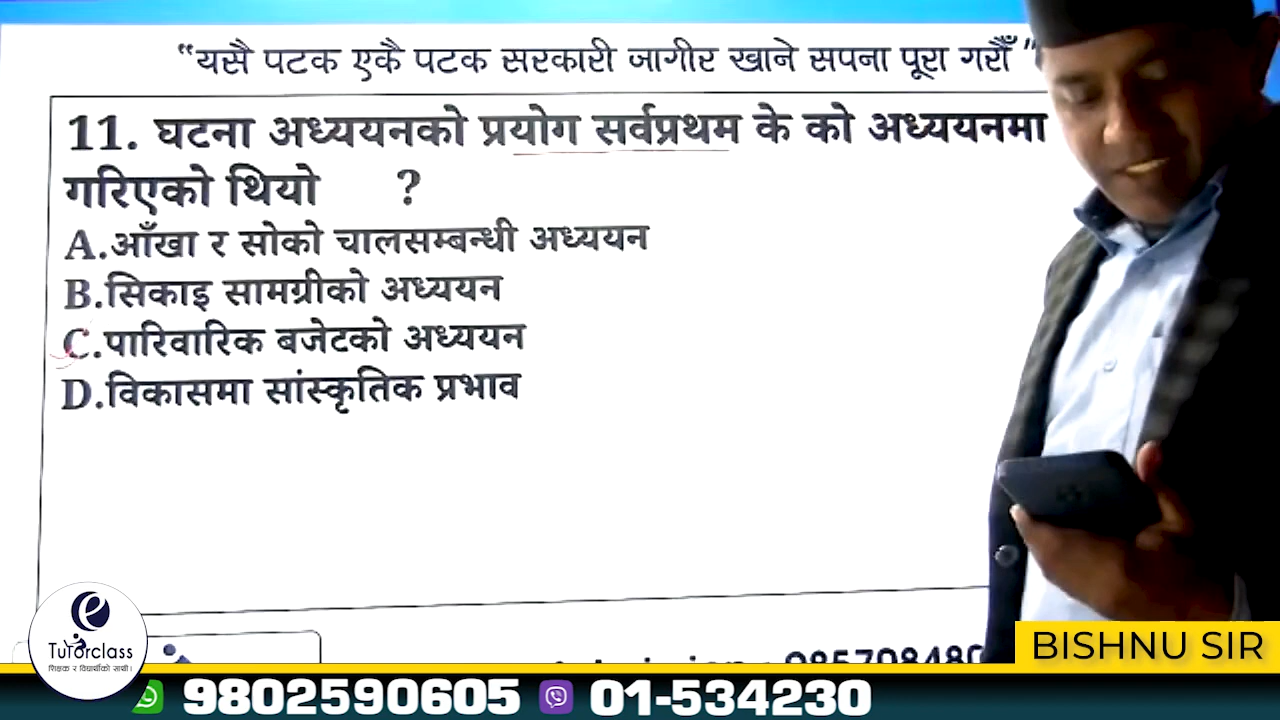 “यसै पटक एकै पटक सरकारी जागीर खाने सपना पूरा गरौँ”
11. घटना अध्ययनको प्रयोग सर्वप्रथम के को अध्ययनमा
गरिएको थियो ?
A.आँखा र सोको चालसम्बन्धी अध्ययन
B.सिकाइ सामग्रीको अध्ययन
C.पारिवारिक बजेटको अध्ययन
D.विकासमा सांस्कृतिक प्रभाव
e
Tutorclass
शिक्षक र विद्यार्थीको साथी।
BISHNU SIR
9802590605 01-534230